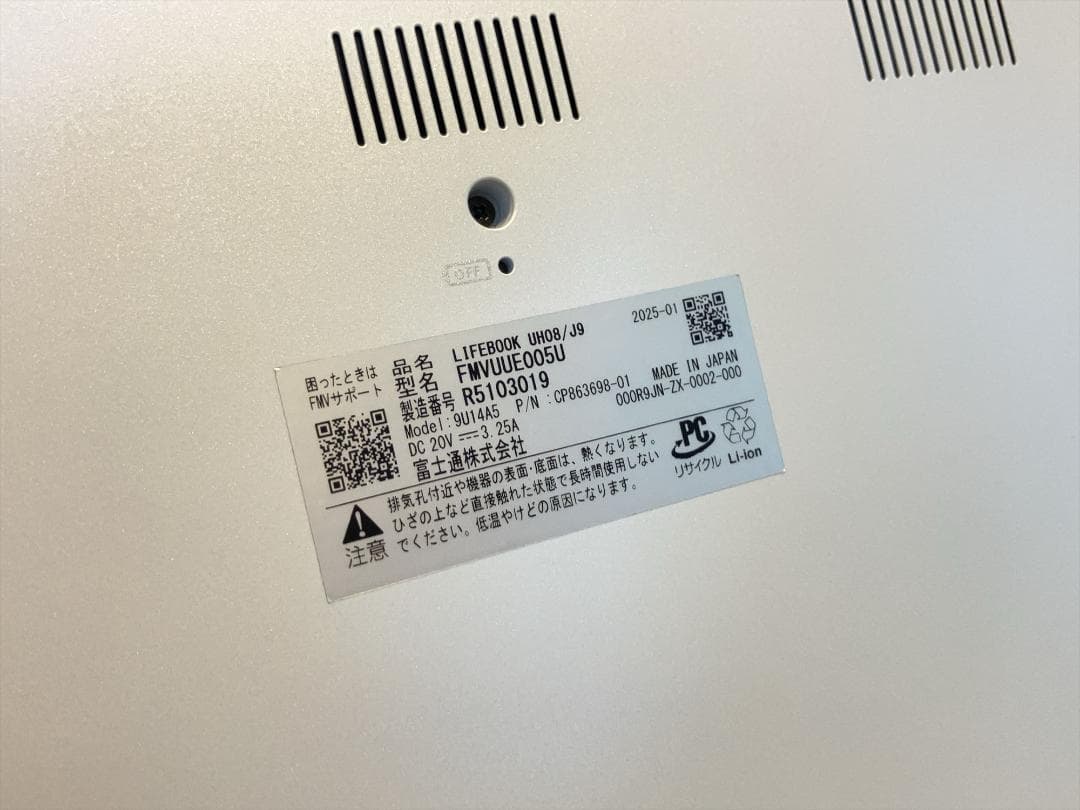 OFF
困ったときは
FMVサポート
品名 LIFEBOOK UH08/J9
型名 FMVUUE005U
製造番号 R5103019
Model:9U14A5 P/N:CP863698-01
DC 20V⎓3.25A
富士通株式会社
2025-01
MADE IN JAPAN
000R9JN-ZX-0002-000
PC
リサイクル
Li-ion
注意
排気孔付近や機器の表面・底面は、熱くなります。
ひざの上など直接触れた状態で長時間使用しない
でください。低温やけどの原因になります。